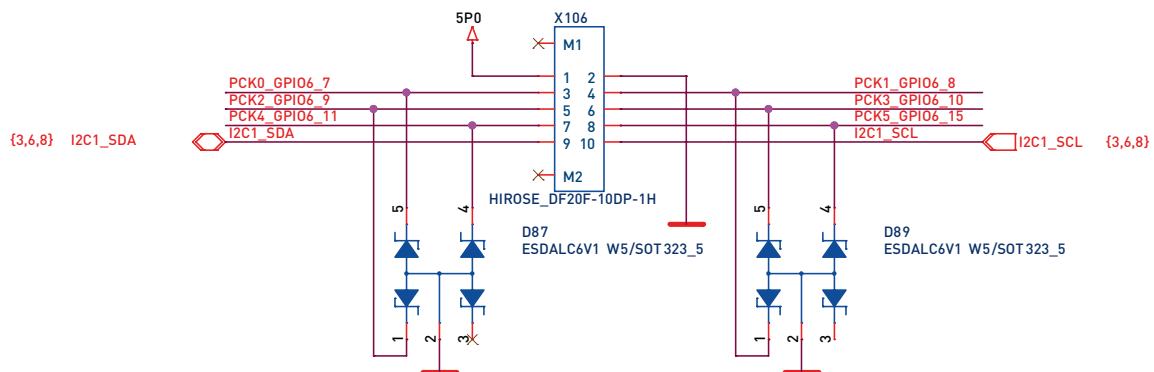 5P0
X106
M1
1 2
PCK0_GPIO6_7 3 4 PCK1_GPIO6_8
PCK2_GPIO6_9 5 6 PCK3_GPIO6_10
PCK4_GPIO6_11 7 8 PCK5_GPIO6_15
{3,6,8} I2C1_SDA I2C1_SDA 9 10 I2C1_SCL I2C1_SCL {3,6,8}
M2
HIROSE_DF20F-10DP-1H
5 4 5 4
D87 D89
ESDALC6V1 W5/SOT323_5 ESDALC6V1 W5/SOT323_5
1 2 3 1 2 3